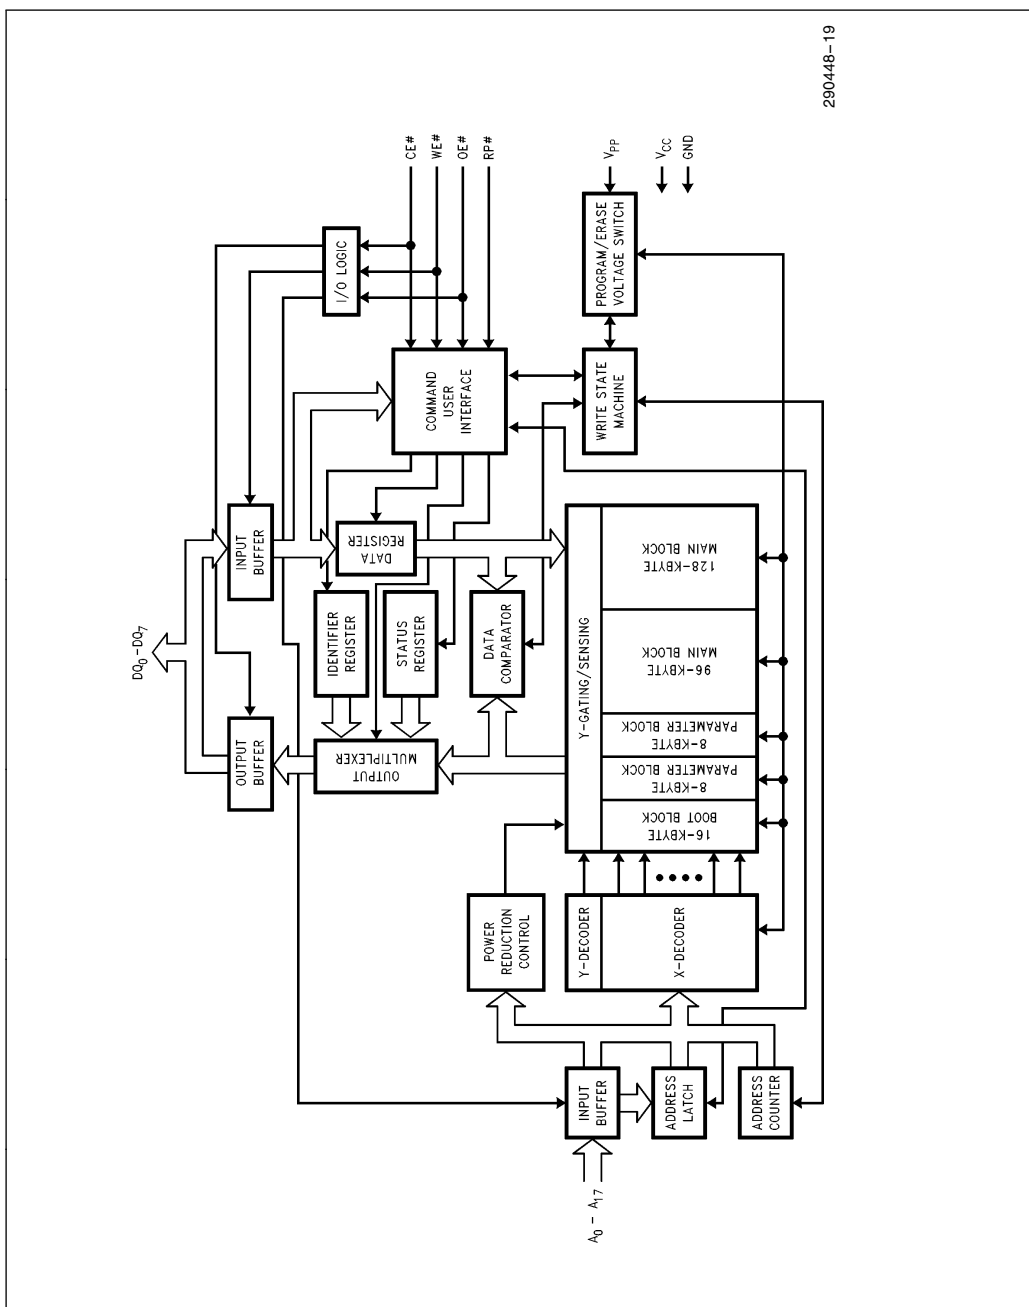 DQ₀-DQ₇
OUTPUT
BUFFER
INPUT
BUFFER
I/O LOGIC
CE#
WE#
OE#
RP#
IDENTIFIER
REGISTER
STATUS
REGISTER
DATA
REGISTER
COMMAND
USER
INTERFACE
OUTPUT
MULTIPLEXER
DATA
COMPARATOR
POWER
REDUCTION
CONTROL
A₀ - A₁₇
INPUT
BUFFER
ADDRESS
LATCH
ADDRESS
COUNTER
Y-DECODER
X-DECODER
Y-GATING/SENSING
16-KBYTE
BOOT BLOCK
8-KBYTE
PARAMETER BLOCK
8-KBYTE
PARAMETER BLOCK
96-KBYTE
MAIN BLOCK
128-KBYTE
MAIN BLOCK
WRITE STATE
MACHINE
PROGRAM/ERASE
VOLTAGE SWITCH
VPP
VCC
GND
290448-19